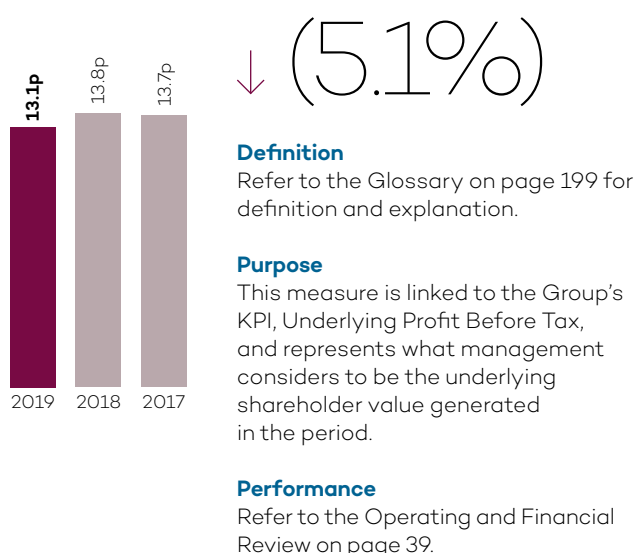 13.1p
13.8p
13.7p
2019 2018 2017
(5.1%)
Definition
Refer to the Glossary on page 199 for
definition and explanation.
Purpose
This measure is linked to the Group’s
KPI, Underlying Profit Before Tax,
and represents what management
considers to be the underlying
shareholder value generated
in the period.
Performance
Refer to the Operating and Financial
Review on page 39.